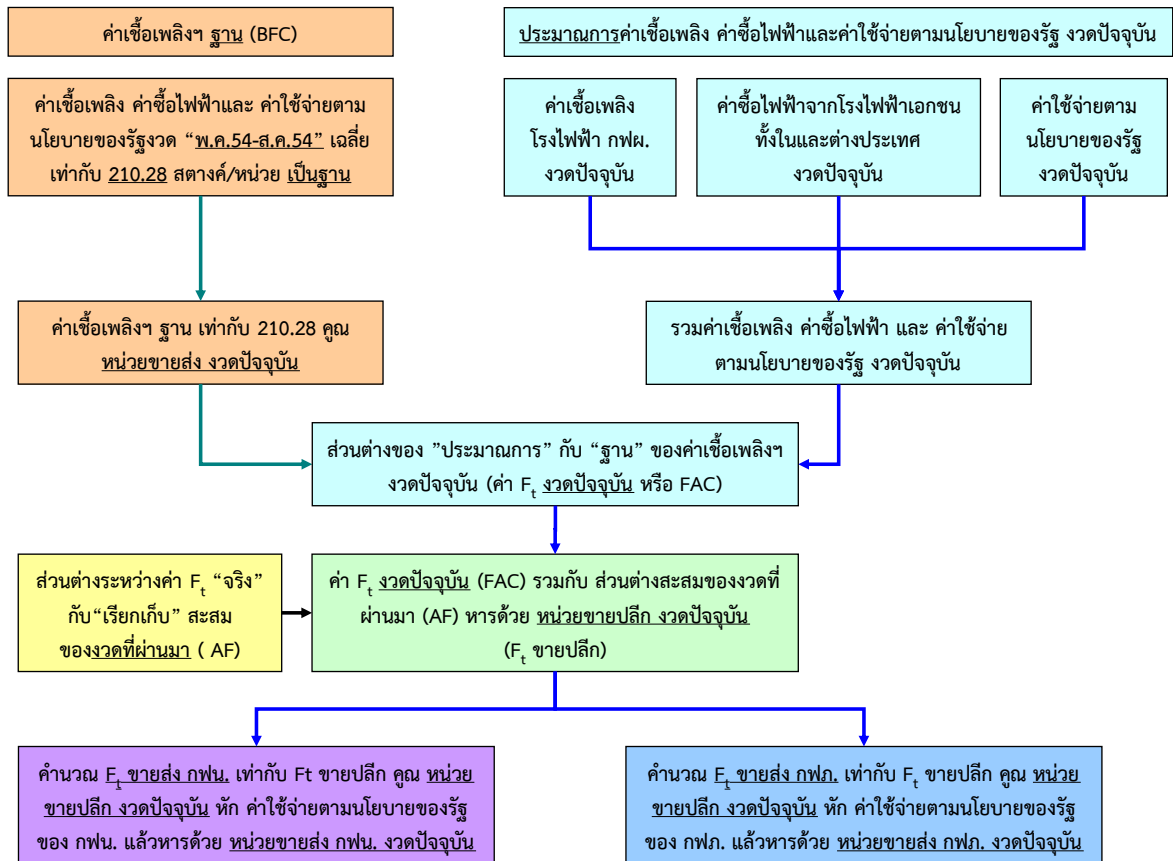 ค่าเชื้อเพลิงฯ ฐาน (BFC)
ประมาณการค่าเชื้อเพลิง ค่าซื้อไฟฟ้าและค่าใช้จ่ายตามนโยบายของรัฐ งวดปัจจุบัน
ค่าเชื้อเพลิง ค่าซื้อไฟฟ้าและ ค่าใช้จ่ายตาม
นโยบายของรัฐงวด “พ.ค.54-ส.ค.54” เฉลี่ย
เท่ากับ 210.28 สตางค์/หน่วย เป็นฐาน
ค่าเชื้อเพลิง
โรงไฟฟ้า กฟผ.
งวดปัจจุบัน
ค่าซื้อไฟฟ้าจากโรงไฟฟ้าเอกชน
ทั้งในและต่างประเทศ
งวดปัจจุบัน
ค่าใช้จ่ายตาม
นโยบายของรัฐ
งวดปัจจุบัน
ค่าเชื้อเพลิงฯ ฐาน เท่ากับ 210.28 คูณ
หน่วยขายส่ง งวดปัจจุบัน
รวมค่าเชื้อเพลิง ค่าซื้อไฟฟ้า และ ค่าใช้จ่าย
ตามนโยบายของรัฐ งวดปัจจุบัน
ส่วนต่างของ ”ประมาณการ” กับ “ฐาน” ของค่าเชื้อเพลิงฯ
งวดปัจจุบัน (ค่า Ft งวดปัจจุบัน หรือ FAC)
ส่วนต่างระหว่างค่า Ft “จริง”
กับ“เรียกเก็บ” สะสม
ของงวดที่ผ่านมา ( AF)
ค่า Ft งวดปัจจุบัน (FAC) รวมกับ ส่วนต่างสะสมของงวดที่
ผ่านมา (AF) หารด้วย หน่วยขายปลีก งวดปัจจุบัน
(Ft ขายปลีก)
คำนวณ Ft ขายส่ง กฟน. เท่ากับ Ft ขายปลีก คูณ หน่วย
ขายปลีก งวดปัจจุบัน หัก ค่าใช้จ่ายตามนโยบายของรัฐ
ของ กฟน. แล้วหารด้วย หน่วยขายส่ง กฟน. งวดปัจจุบัน
คำนวณ Ft ขายส่ง กฟภ. เท่ากับ Ft ขายปลีก คูณ หน่วย
ขายปลีก งวดปัจจุบัน หัก ค่าใช้จ่ายตามนโยบายของรัฐ
ของ กฟภ. แล้วหารด้วย หน่วยขายส่ง กฟภ. งวดปัจจุบัน